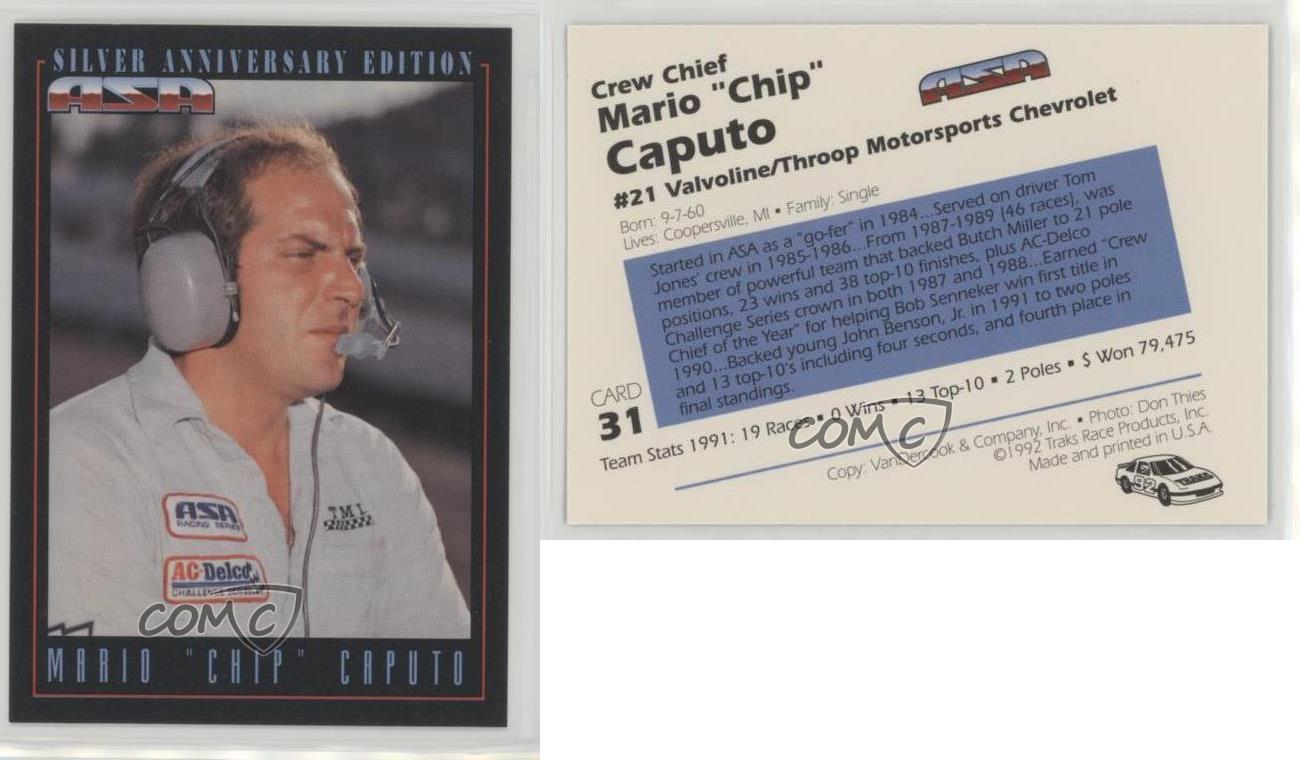 SILVER ANNIVERSARY EDITION
ASA
ASA
RACING SERIES
TMI
AC-Delco
CHALLENGE SERIES
COMC
MARIO "CHIP" CAPUTO
Crew Chief
Mario "Chip"
Caputo
ASA
#21 Valvoline/Throop Motorsports Chevrolet
Born: 9-7-60
Lives: Coopersville, MI ▪ Family: Single
Started in ASA as a "go-fer" in 1984...Served on driver Tom
Jones' crew in 1985-1986...From 1987-1989 (46 races), was
member of powerful team that backed Butch Miller to 21 pole
positions, 23 wins and 38 top-10 finishes, plus AC-Delco
Challenge Series crown in both 1987 and 1988...Earned "Crew
Chief of the Year" for helping Bob Senneker win first title in
1990...Backed young John Benson, Jr. in 1991 to two poles
and 13 top-10's including four seconds, and fourth place in
final standings.
CARD
31
Team Stats 1991: 19 Races ▪ 0 Wins ▪ 13 Top-10 ▪ 2 Poles ▪ $ Won 79,475
COMC
Copy: VanDercook & Company, Inc. ▪ Photo: Don Thies
©1992 Traks Race Products, Inc.
Made and printed in U.S.A.
92
TRAKS